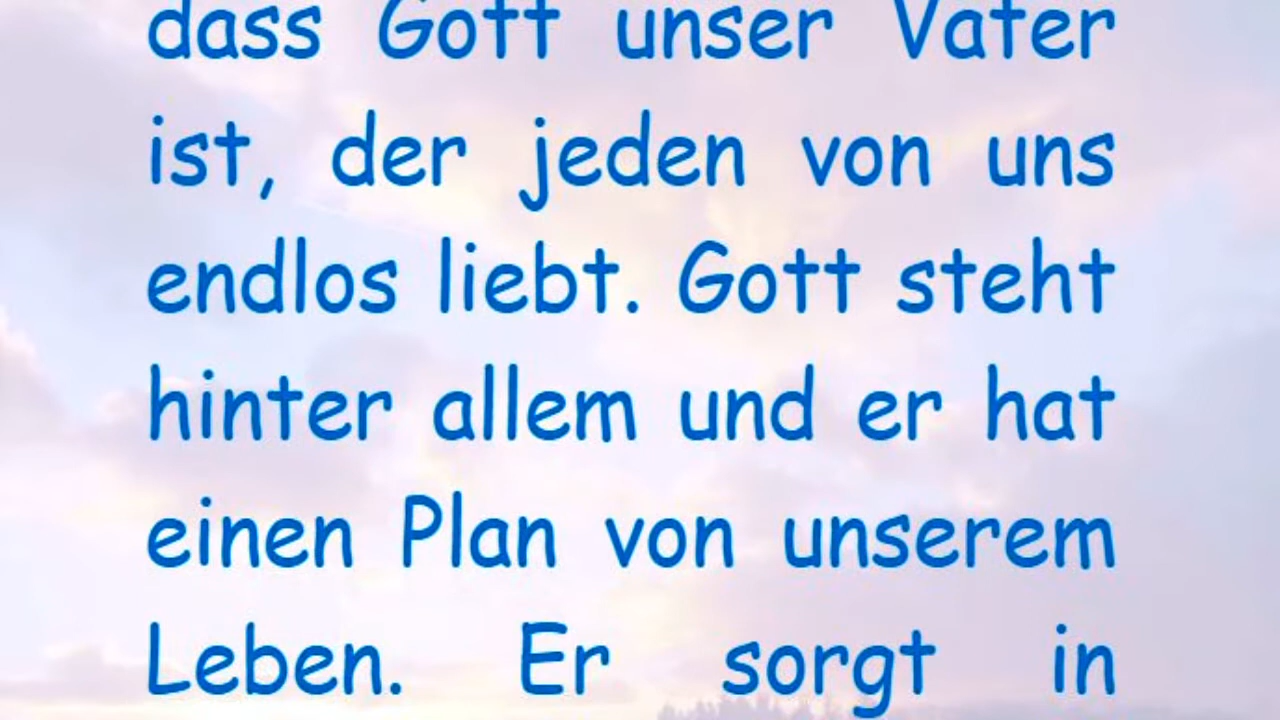 dass Gott unser Vater
ist, der jeden von uns
endlos liebt. Gott steht
hinter allem und er hat
einen Plan von unserem
Leben. Er sorgt in